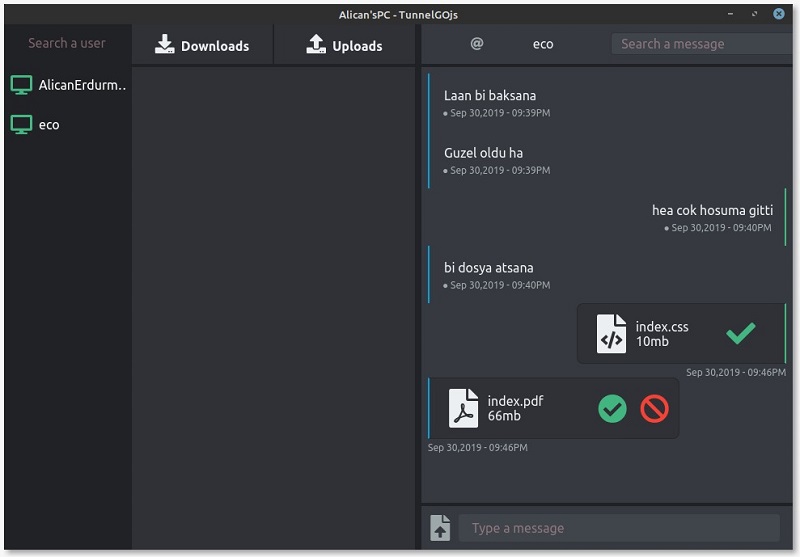 Alican'sPC - TunnelGOjs
Search a user
AlicanErdurm..
eco
Downloads
Uploads
@ eco
Search a message
Laan bi baksana
Sep 30,2019 - 09:39PM
Guzel oldu ha
Sep 30,2019 - 09:39PM
hea cok hosuma gitti
Sep 30,2019 - 09:40PM
bi dosya atsana
Sep 30,2019 - 09:40PM
index.css
10mb
Sep 30,2019 - 09:46PM
index.pdf
66mb
Sep 30,2019 - 09:46PM
Type a message